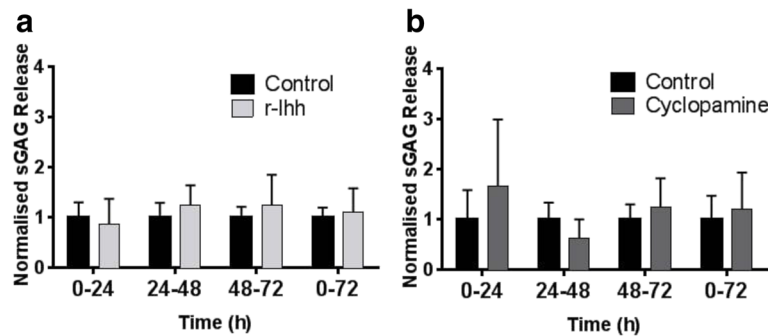 a
Normalised sGAG Release
4
3
2
1
0
Control
r-Ihh
0-24 24-48 48-72 0-72
Time (h)
b
Normalised sGAG Release
4
3
2
1
0
Control
Cyclopamine
0-24 24-48 48-72 0-72
Time (h)